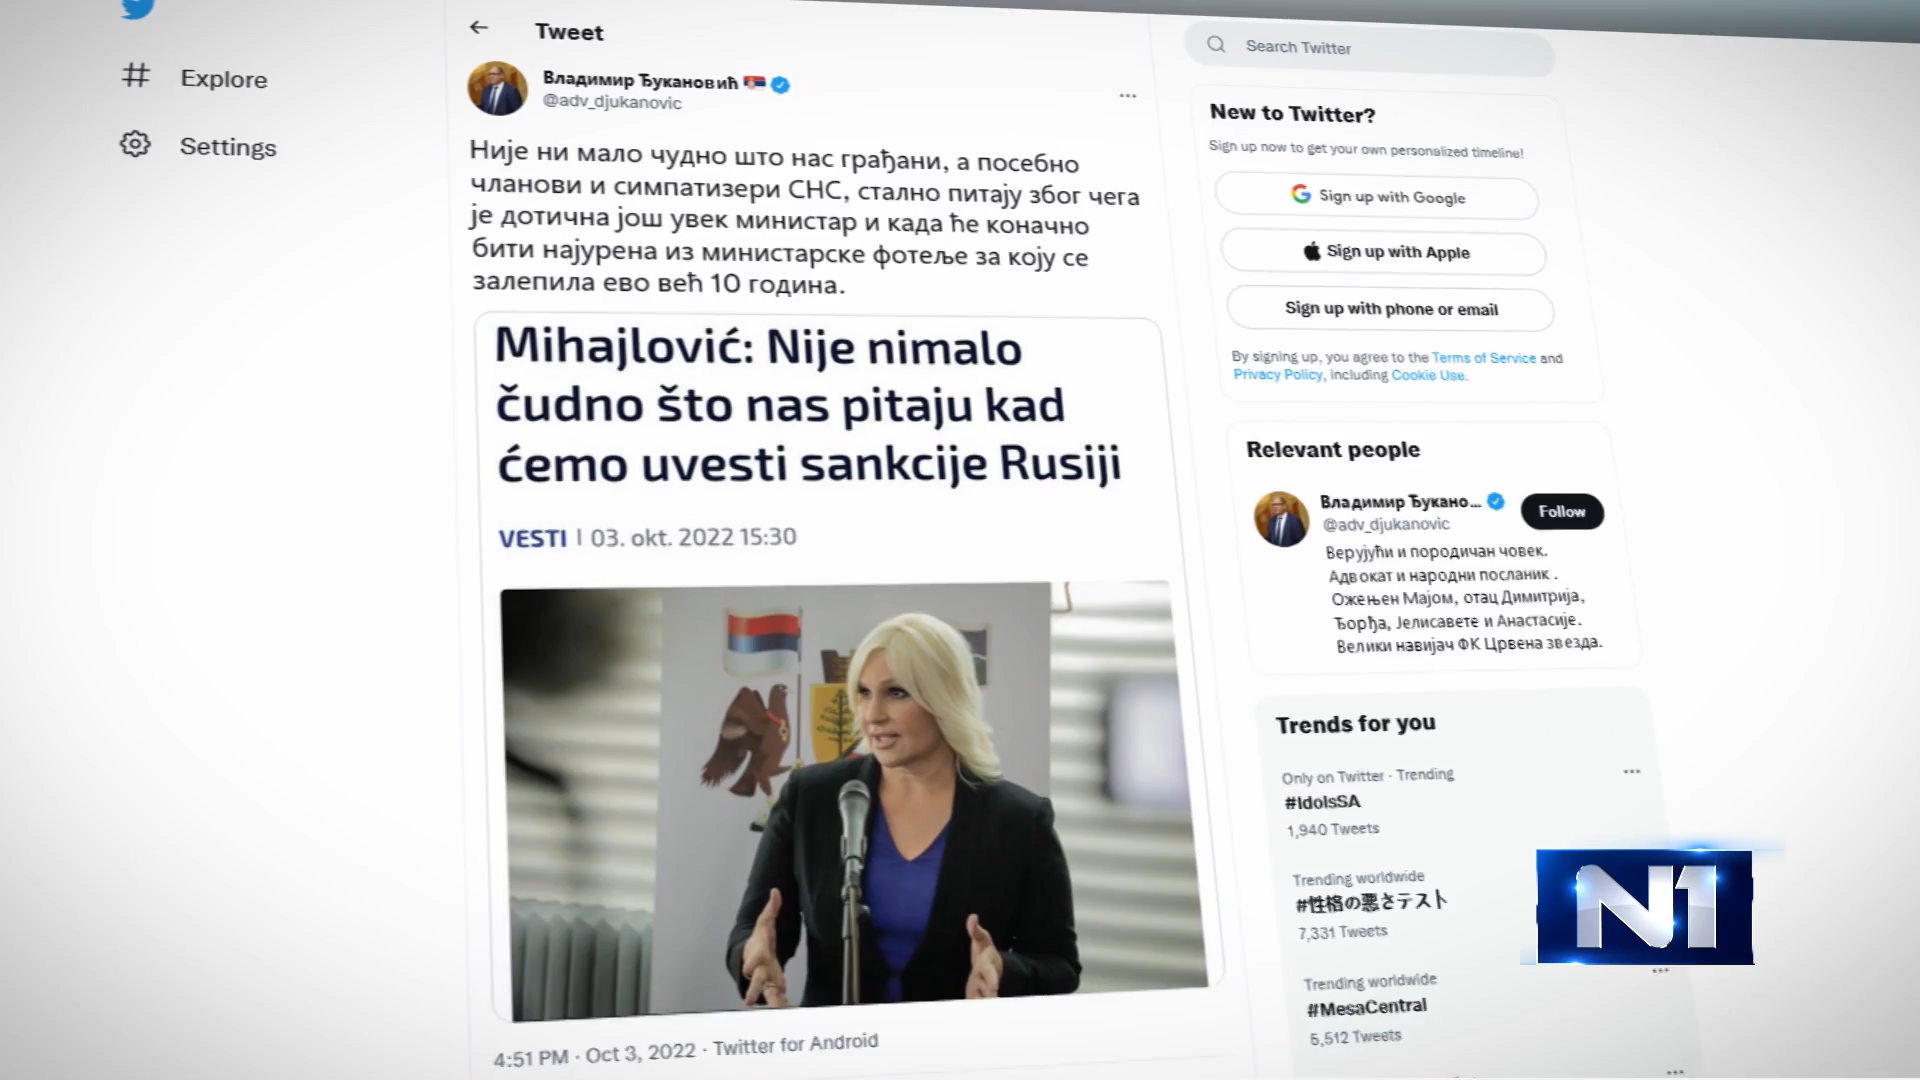 Tweet
Explore
Settings
Владимир Ђукановић
@adv_djukanovic
Није ни мало чудно што нас грађани, а посебно
чланови и симпатизери СНС, стално питају због чега
је дотична још увек министар и када ће коначно
бити најурена из министарске фотеље за коју се
залепила ево већ 10 година.
Mihajlović: Nije nimalo
čudno što nas pitaju kad
ćemo uvesti sankcije Rusiji
VESTI | 03. okt. 2022 15:30
4:51 PM · Oct 3, 2022 · Twitter for Android
Search Twitter
New to Twitter?
Sign up now to get your own personalized timeline!
Sign up with Google
Sign up with Apple
Sign up with phone or email
By signing up, you agree to the Terms of Service and
Privacy Policy, including Cookie Use.
Relevant people
Владимир Ђукано...
@adv_djukanovic
Follow
Верујући и породичан човек.
Адвокат и народни посланик .
Ожењен Мајом, отац Димитрија,
Ђорђа, Јелисавете и Анастасије.
Велики навијач ФК Црвена звезда.
Trends for you
Only on Twitter · Trending
#IdolsSA
1,940 Tweets
Trending worldwide
#性格の悪さテスト
7,331 Tweets
Trending worldwide
#MesaCentral
5,512 Tweets
N1